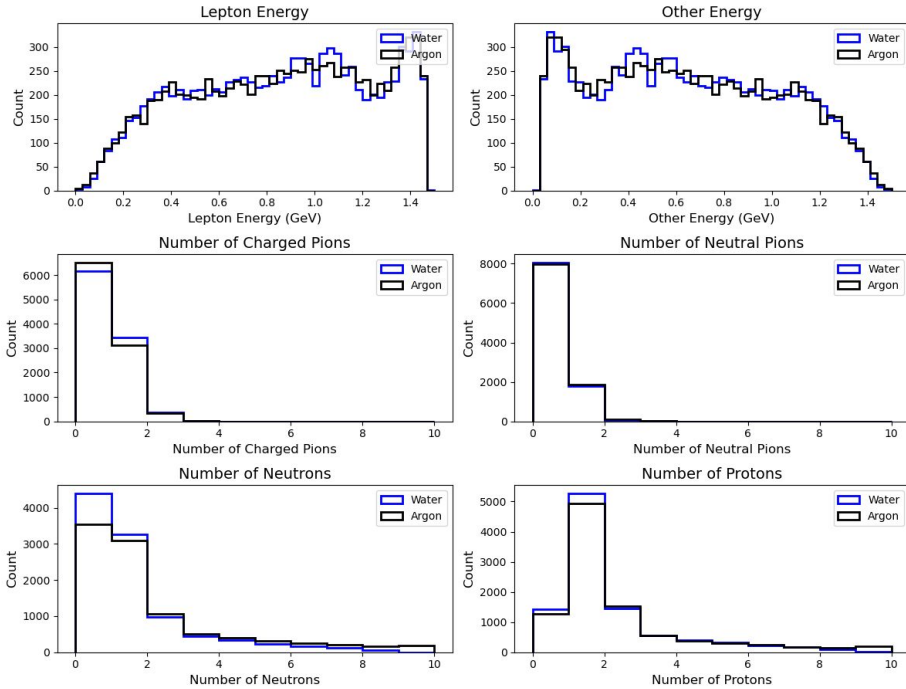 Lepton Energy
Count
300
250
200
150
100
50
0
0.0 0.2 0.4 0.6 0.8 1.0 1.2 1.4
Lepton Energy (GeV)
Water
Argon
Other Energy
Count
300
250
200
150
100
50
0
0.0 0.2 0.4 0.6 0.8 1.0 1.2 1.4
Other Energy (GeV)
Water
Argon
Number of Charged Pions
Count
6000
5000
4000
3000
2000
1000
0
0 2 4 6 8 10
Number of Charged Pions
Water
Argon
Number of Neutral Pions
Count
8000
6000
4000
2000
0
0 2 4 6 8 10
Number of Neutral Pions
Water
Argon
Number of Neutrons
Count
4000
3000
2000
1000
0
0 2 4 6 8 10
Number of Neutrons
Water
Argon
Number of Protons
Count
5000
4000
3000
2000
1000
0
0 2 4 6 8 10
Number of Protons
Water
Argon